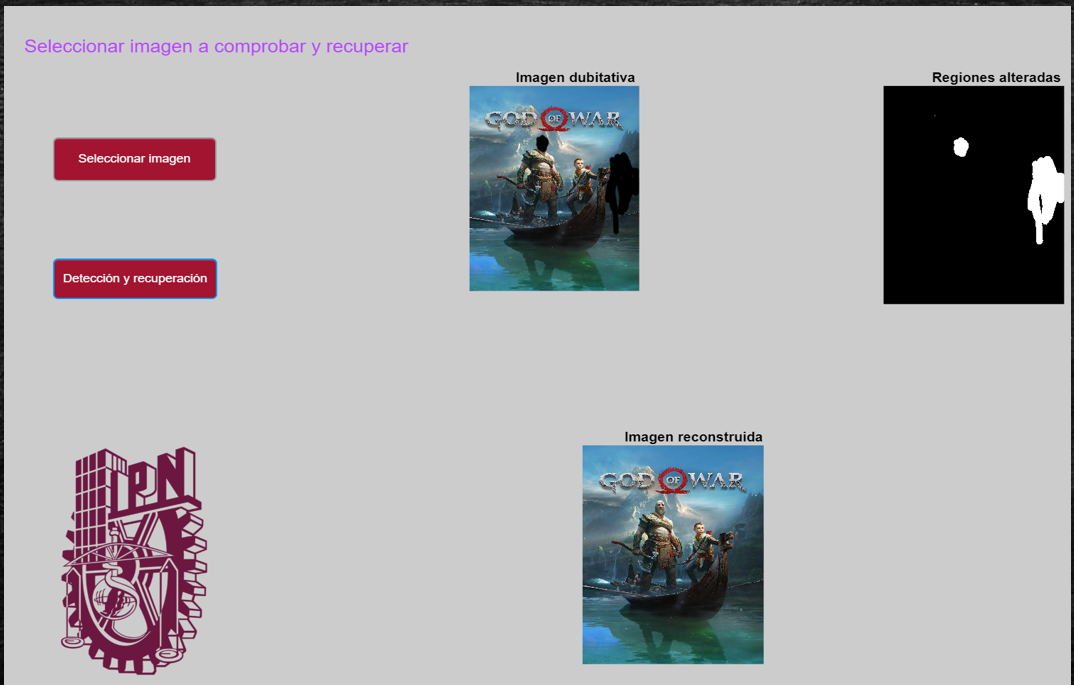 Seleccionar imagen a comprobar y recuperar
Imagen dubitativa
Regiones alteradas
GOD OF WAR
Seleccionar imagen
Detección y recuperación
Imagen reconstruida
GOD OF WAR
IPN